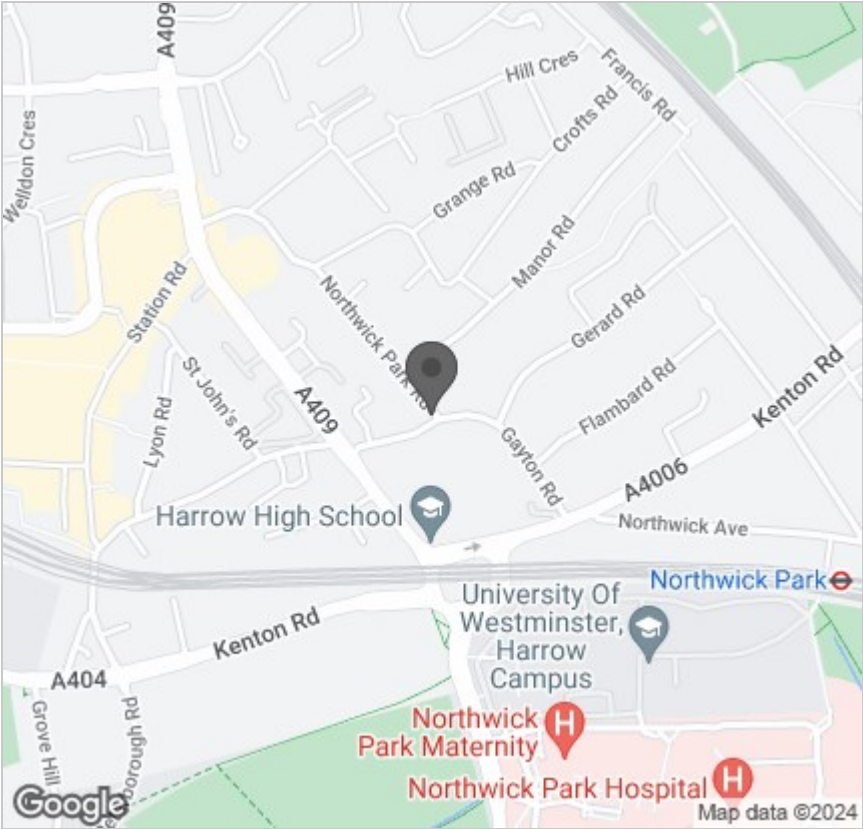 A409
Hill Cres
Francis Rd
Crofts Rd
Welldon Cres
Grange Rd
Manor Rd
Station Rd
Northwick Park Rd
Gerard Rd
St John's Rd
A409
Lyon Rd
Flambard Rd
Kenton Rd
Gayton Rd
A4006
Harrow High School
Northwick Ave
Northwick Park
University Of
Westminster,
Harrow
Campus
Kenton Rd
A404
Grove Hill
borough Rd
Northwick
Park Maternity
Northwick Park Hospital
Google
Map data ©2024